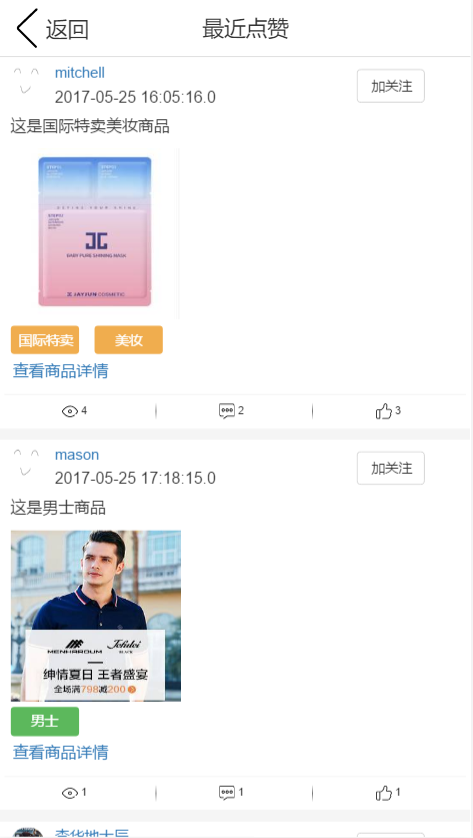 返回
最近点赞
mitchell
加关注
2017-05-25 16:05:16.0
这是国际特卖美妆商品
BABY PURE SHINING MASK
JAYJUN COSMETIC
国际特卖 美妆
查看商品详情
4 2 3
mason
加关注
2017-05-25 17:18:15.0
这是男士商品
MENHARDUM
绅情夏日 王者盛宴
全场满798减200
男士
查看商品详情
1 1 1